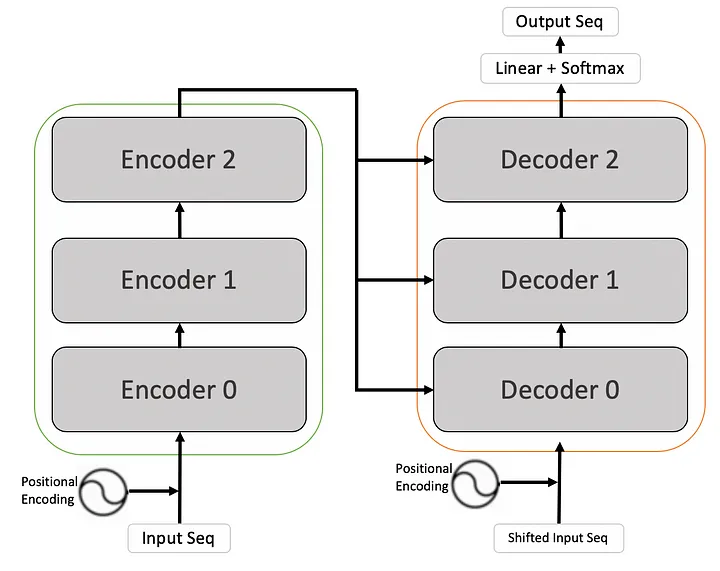 Output Seq
Linear + Softmax
Encoder 2
Encoder 1
Encoder 0
Positional
Encoding
Input Seq
Decoder 2
Decoder 1
Decoder 0
Positional
Encoding
Shifted Input Seq